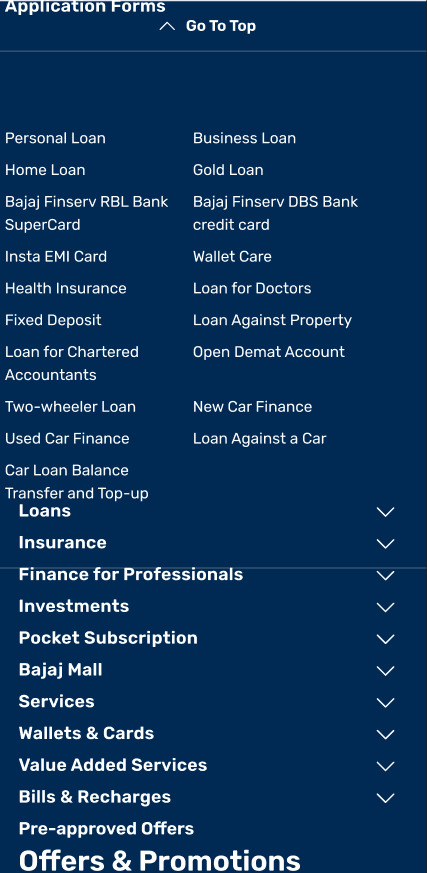 Application Forms
Go To Top
Personal Loan
Business Loan
Home Loan
Gold Loan
Bajaj Finserv RBL Bank
SuperCard
Bajaj Finserv DBS Bank
credit card
Insta EMI Card
Wallet Care
Health Insurance
Loan for Doctors
Fixed Deposit
Loan Against Property
Loan for Chartered
Accountants
Open Demat Account
Two-wheeler Loan
New Car Finance
Used Car Finance
Loan Against a Car
Car Loan Balance
Transfer and Top-up
Loans
Insurance
Finance for Professionals
Investments
Pocket Subscription
Bajaj Mall
Services
Wallets & Cards
Value Added Services
Bills & Recharges
Pre-approved Offers
Offers & Promotions